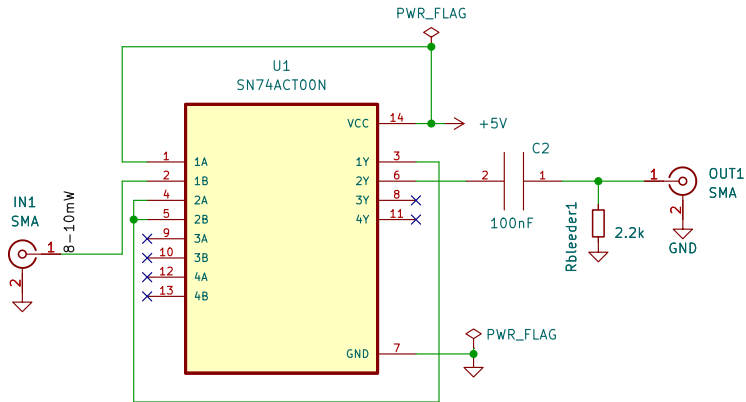 PWR_FLAG
U1
SN74ACT00N
VCC 14 +5V
1 1A 1Y 3
2 1B 2Y 6
4 2A 3Y 8
5 2B 4Y 11
9 3A
10 3B
12 4A
13 4B
GND 7
IN1
SMA
1
2
8-10mW
C2
2 1
100nF
Rbleeder1
2.2k
1
OUT1
SMA
2
GND
PWR_FLAG